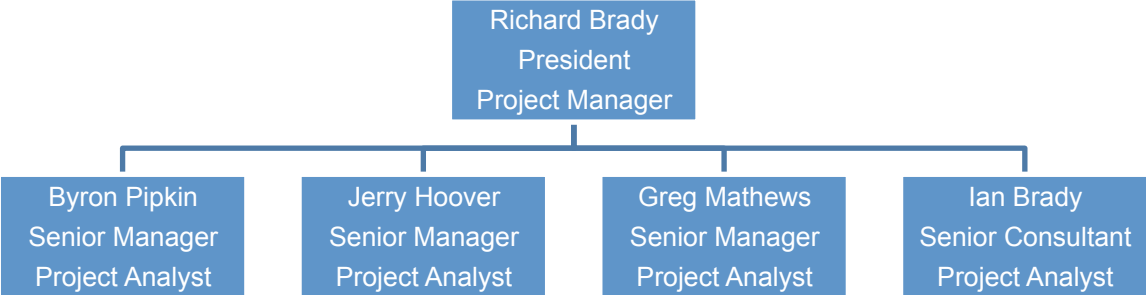 Richard Brady
President
Project Manager
Byron Pipkin
Senior Manager
Project Analyst
Jerry Hoover
Senior Manager
Project Analyst
Greg Mathews
Senior Manager
Project Analyst
Ian Brady
Senior Consultant
Project Analyst